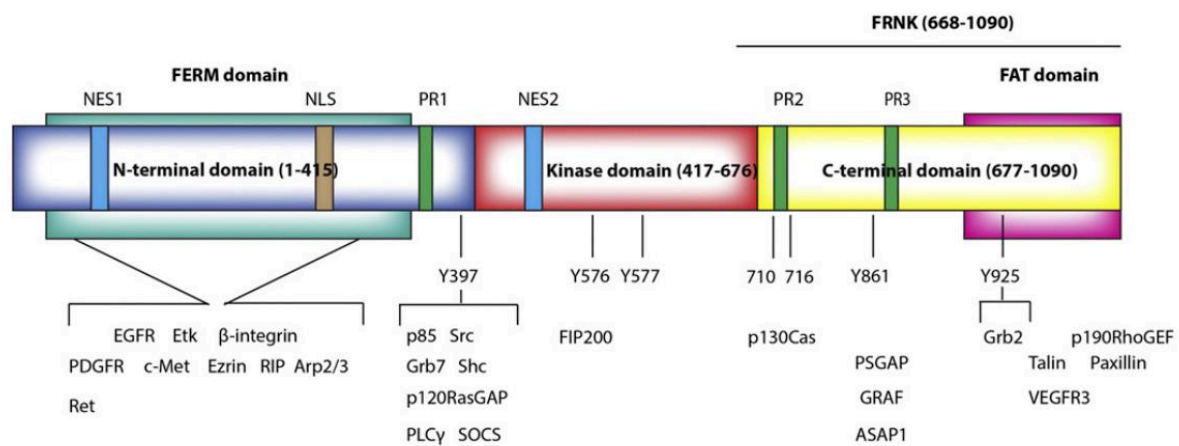 FRNK (668-1090)
FERM domain
FAT domain
NES1 NLS PR1 NES2 PR2 PR3
N-terminal domain (1-415) Kinase domain (417-676) C-terminal domain (677-1090)
Y397 Y576 Y577 710 716 Y861 Y925
EGFR Etk β-integrin
PDGFR c-Met Ezrin RIP Arp2/3
Ret
p85 Src
Grb7 Shc
p120RasGAP
PLCγ SOCS
FIP200
p130Cas
PSGAP
GRAF
ASAP1
Grb2 p190RhoGEF
Talin Paxillin
VEGFR3